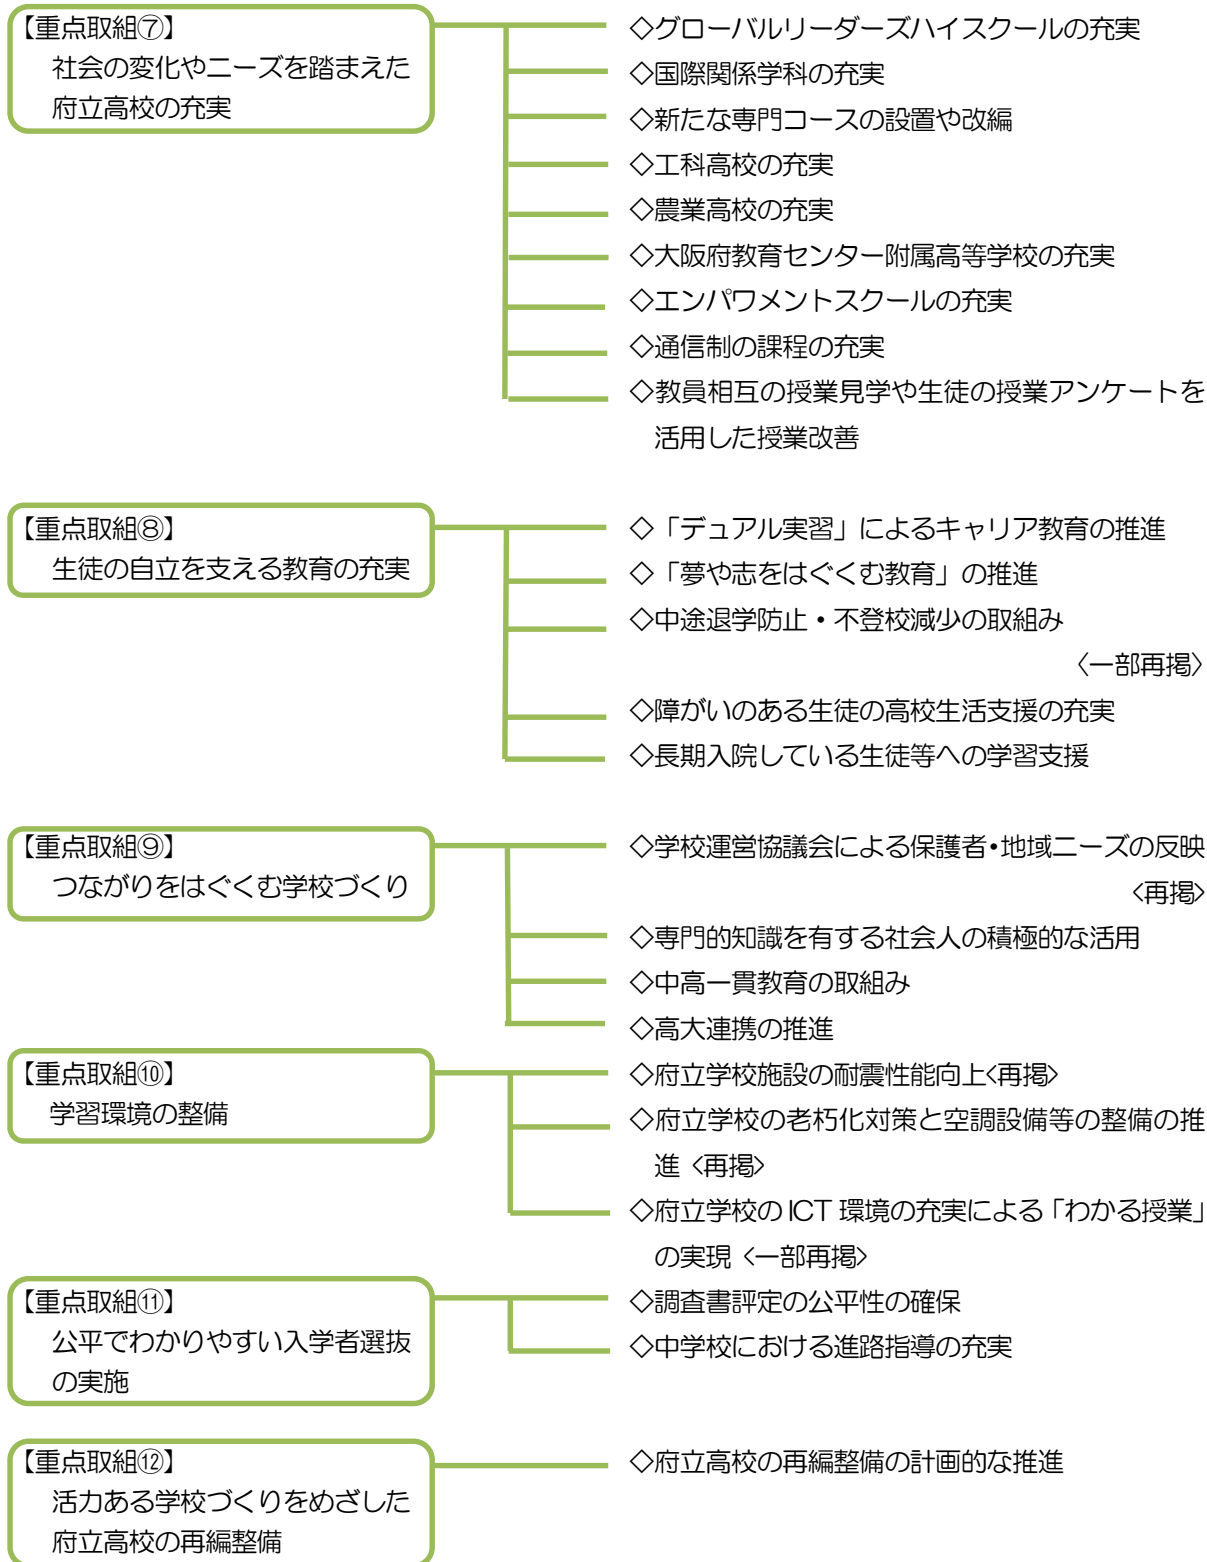 【重点取組⑦】
社会の変化やニーズを踏まえた
府立高校の充実
◇グローバルリーダーズハイスクールの充実
◇国際関係学科の充実
◇新たな専門コースの設置や改編
◇工科高校の充実
◇農業高校の充実
◇大阪府教育センター附属高等学校の充実
◇エンパワメントスクールの充実
◇通信制の課程の充実
◇教員相互の授業見学や生徒の授業アンケートを
活用した授業改善
【重点取組⑧】
生徒の自立を支える教育の充実
◇「デュアル実習」によるキャリア教育の推進
◇「夢や志をはぐくむ教育」の推進
◇中途退学防止・不登校減少の取組み
〈一部再掲〉
◇障がいのある生徒の高校生活支援の充実
◇長期入院している生徒等への学習支援
【重点取組⑨】
つながりをはぐくむ学校づくり
◇学校運営協議会による保護者・地域ニーズの反映
<再掲>
◇専門的知識を有する社会人の積極的な活用
◇中高一貫教育の取組み
◇高大連携の推進
【重点取組⑩】
学習環境の整備
◇府立学校施設の耐震性能向上<再掲>
◇府立学校の老朽化対策と空調設備等の整備の推
進 <再掲>
◇府立学校の ICT 環境の充実による「わかる授業」
の実現 <一部再掲>
【重点取組⑪】
公平でわかりやすい入学者選抜
の実施
◇調査書評定の公平性の確保
◇中学校における進路指導の充実
【重点取組⑫】
活力ある学校づくりをめざした
府立高校の再編整備
◇府立高校の再編整備の計画的な推進